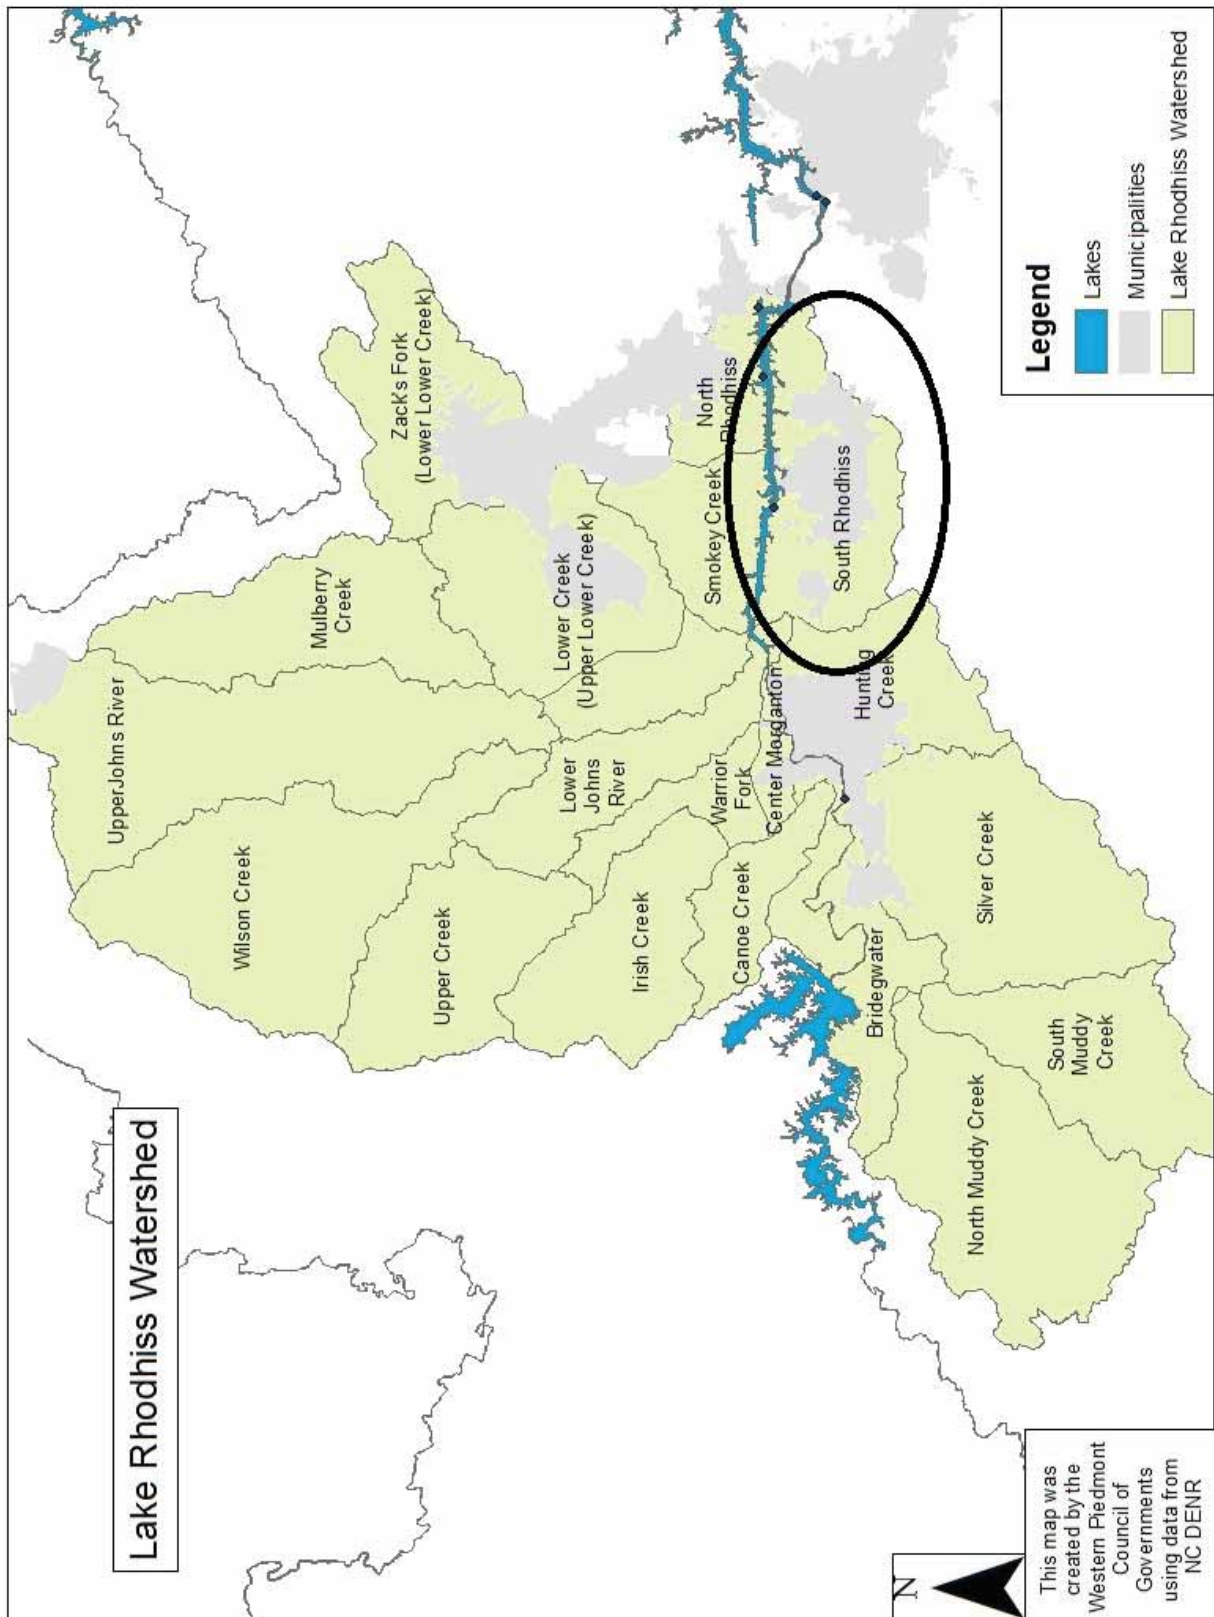 Lake Rhodhiss Watershed
UpperJohns River
Mulberry
Creek
Zack's Fork
(Lower Lower Creek)
Wilson Creek
Upper Creek
Lower Creek
(Upper Lower Creek)
Lower
Johns
River
Irish Creek
Warrior
Fork
Canoe Creek
Center Morganton
Smokey Creek
North
Rhodhiss
South Rhodhiss
Hunting
Creek
Bridegwater
Silver Creek
North Muddy Creek
South
Muddy
Creek
N
This map was
created by the
Western Piedmont
Council of
Governments
using data from
NC DENR
Legend
Lakes
Municipalities
Lake Rhodhiss Watershed